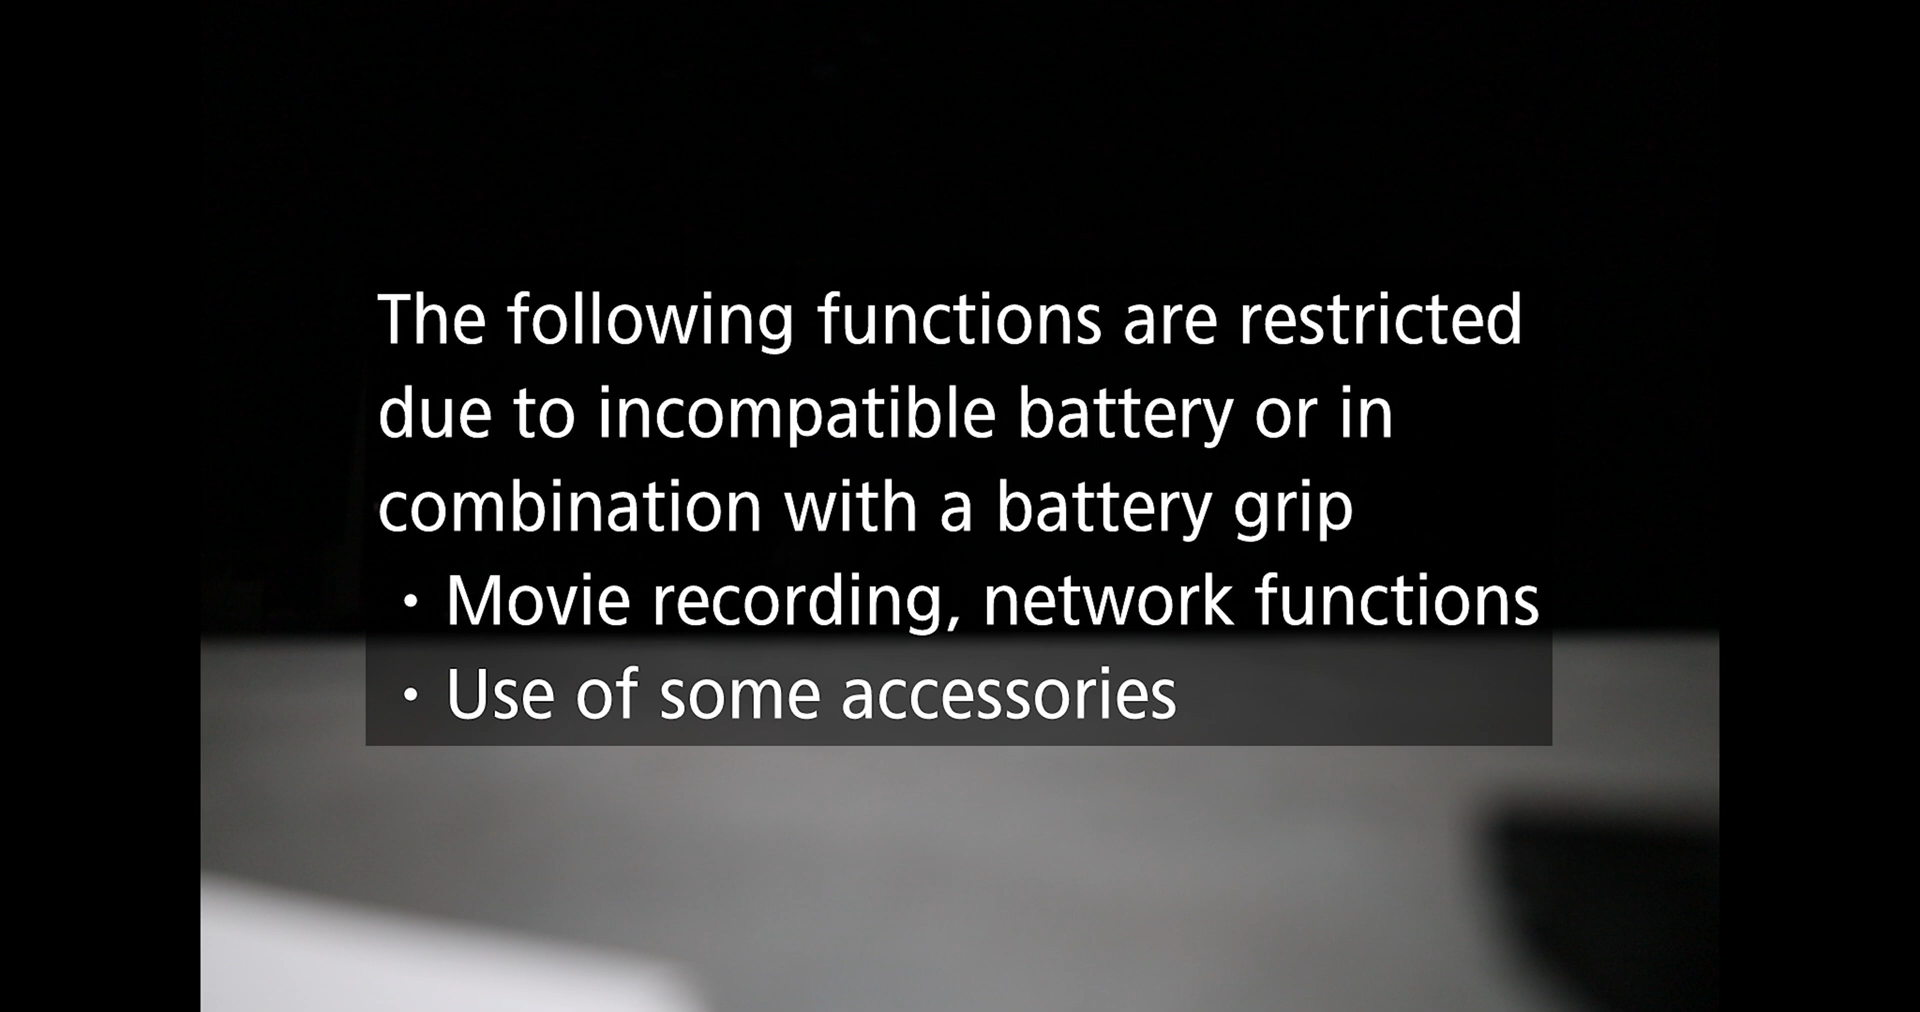 The following functions are restricted
due to incompatible battery or in
combination with a battery grip
・Movie recording, network functions
・Use of some accessories